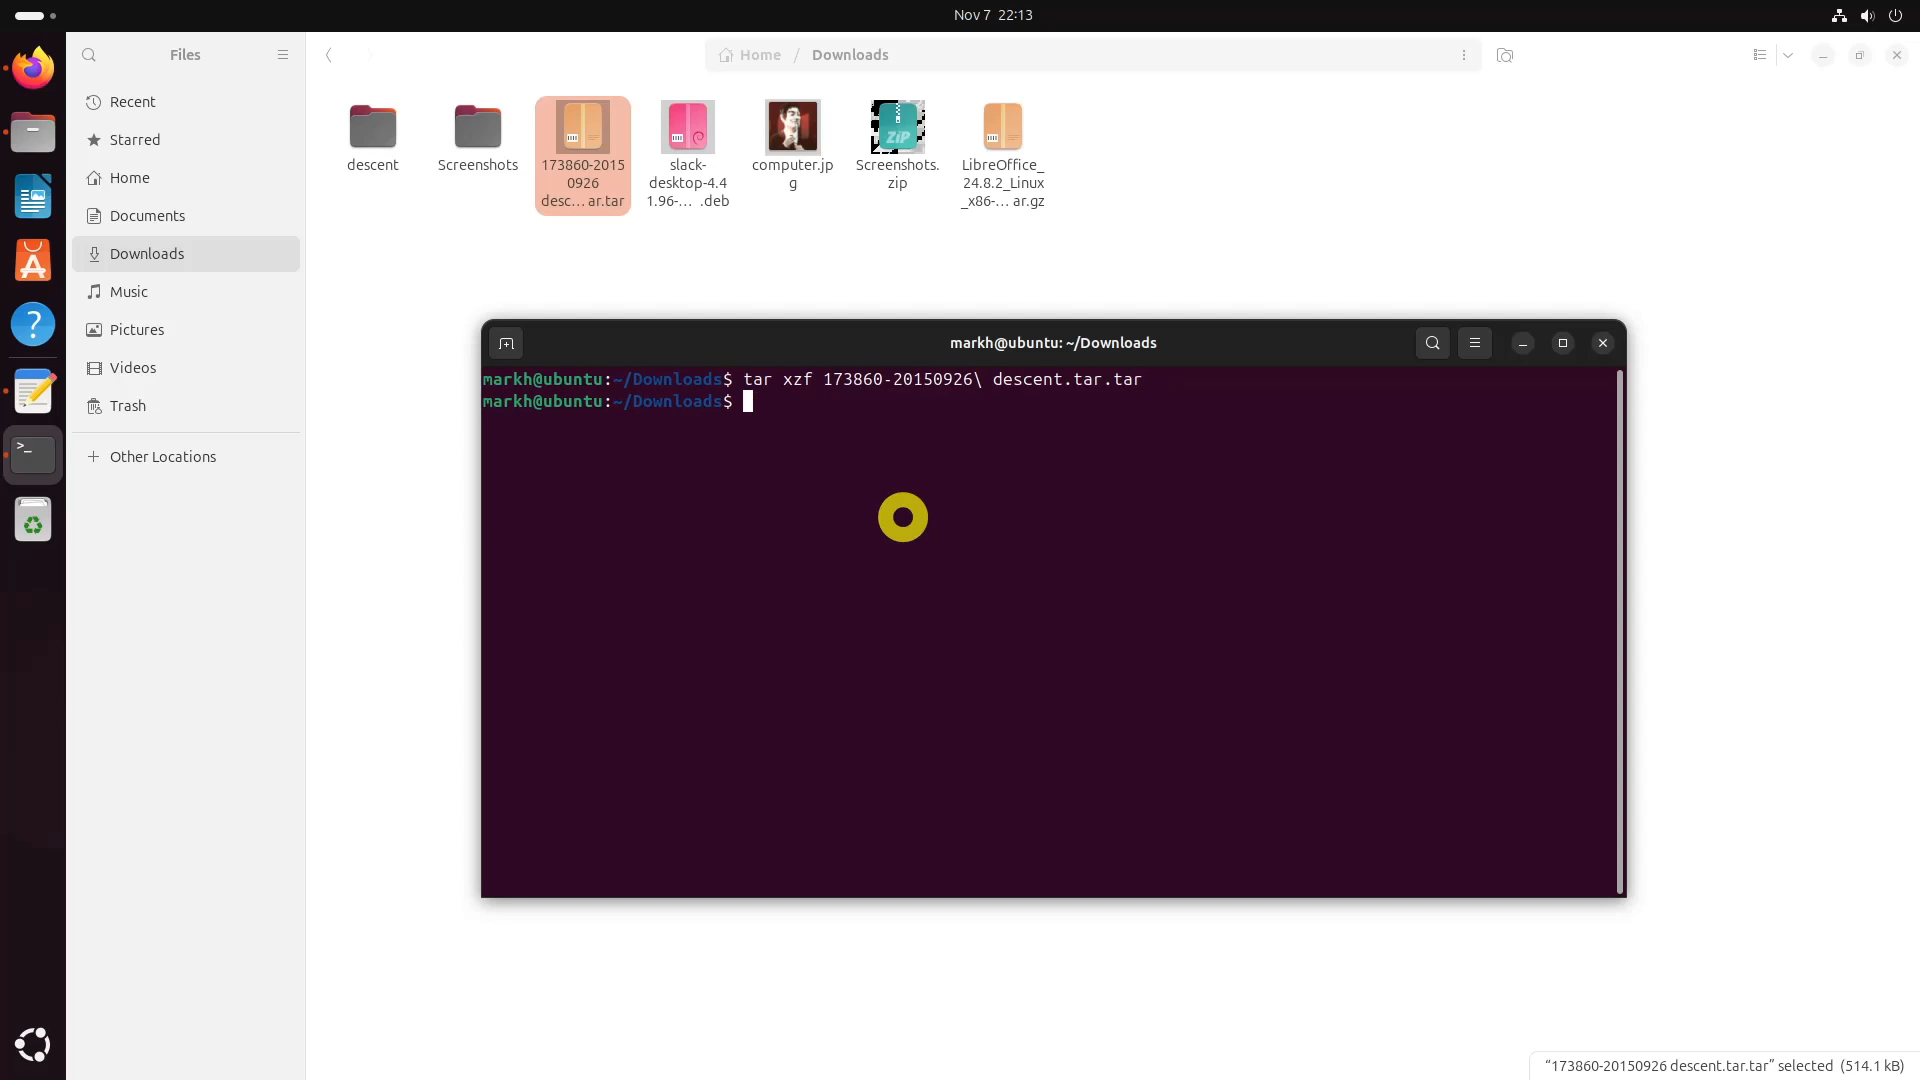 Nov 7 22:13
Files
Home / Downloads
Recent
Starred
Home
Documents
Downloads
Music
Pictures
Videos
Trash
Other Locations
descent
Screenshots
173860-2015
0926
desc… ar.tar
slack-
desktop-4.4
1.96-… .deb
computer.jp
g
ZiP
Screenshots.
zip
LibreOffice_
24.8.2_Linux
_x86-… ar.gz
markh@ubuntu: ~/Downloads
markh@ubuntu:~/Downloads$ tar xzf 173860-20150926\ descent.tar.tar
markh@ubuntu:~/Downloads$
“173860-20150926 descent.tar.tar” selected (514.1 kB)